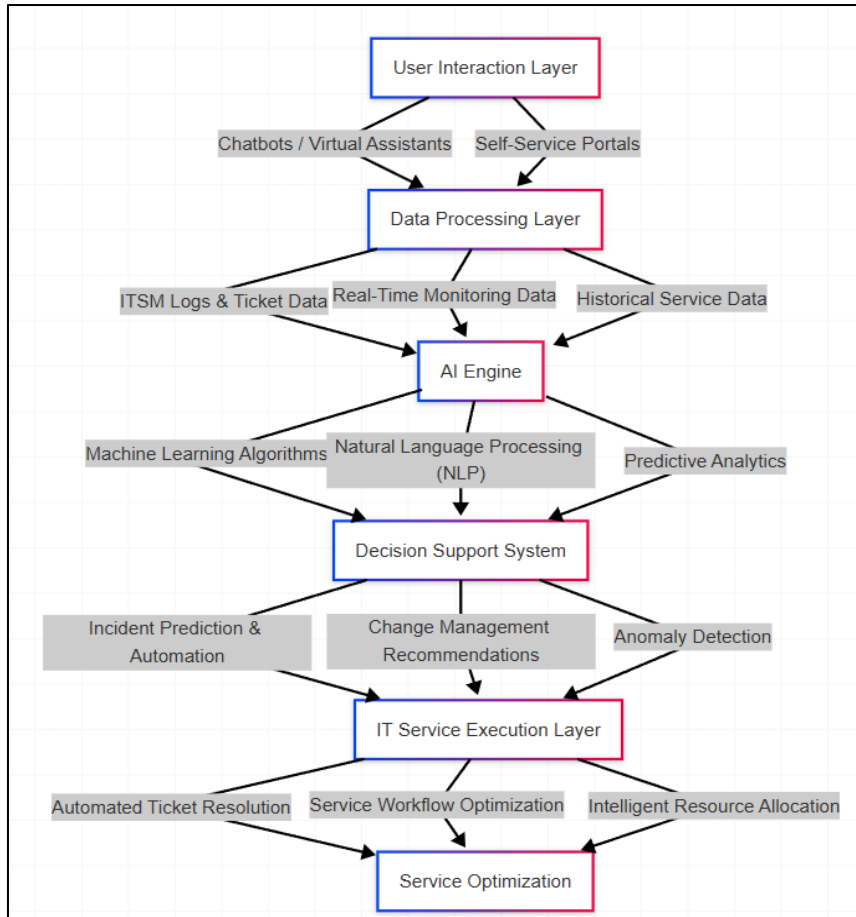 User Interaction Layer
Chatbots / Virtual Assistants
Self-Service Portals
Data Processing Layer
ITSM Logs & Ticket Data
Real-Time Monitoring Data
Historical Service Data
AI Engine
Machine Learning Algorithms
Natural Language Processing
(NLP)
Predictive Analytics
Decision Support System
Incident Prediction &
Automation
Change Management
Recommendations
Anomaly Detection
IT Service Execution Layer
Automated Ticket Resolution
Service Workflow Optimization
Intelligent Resource Allocation
Service Optimization